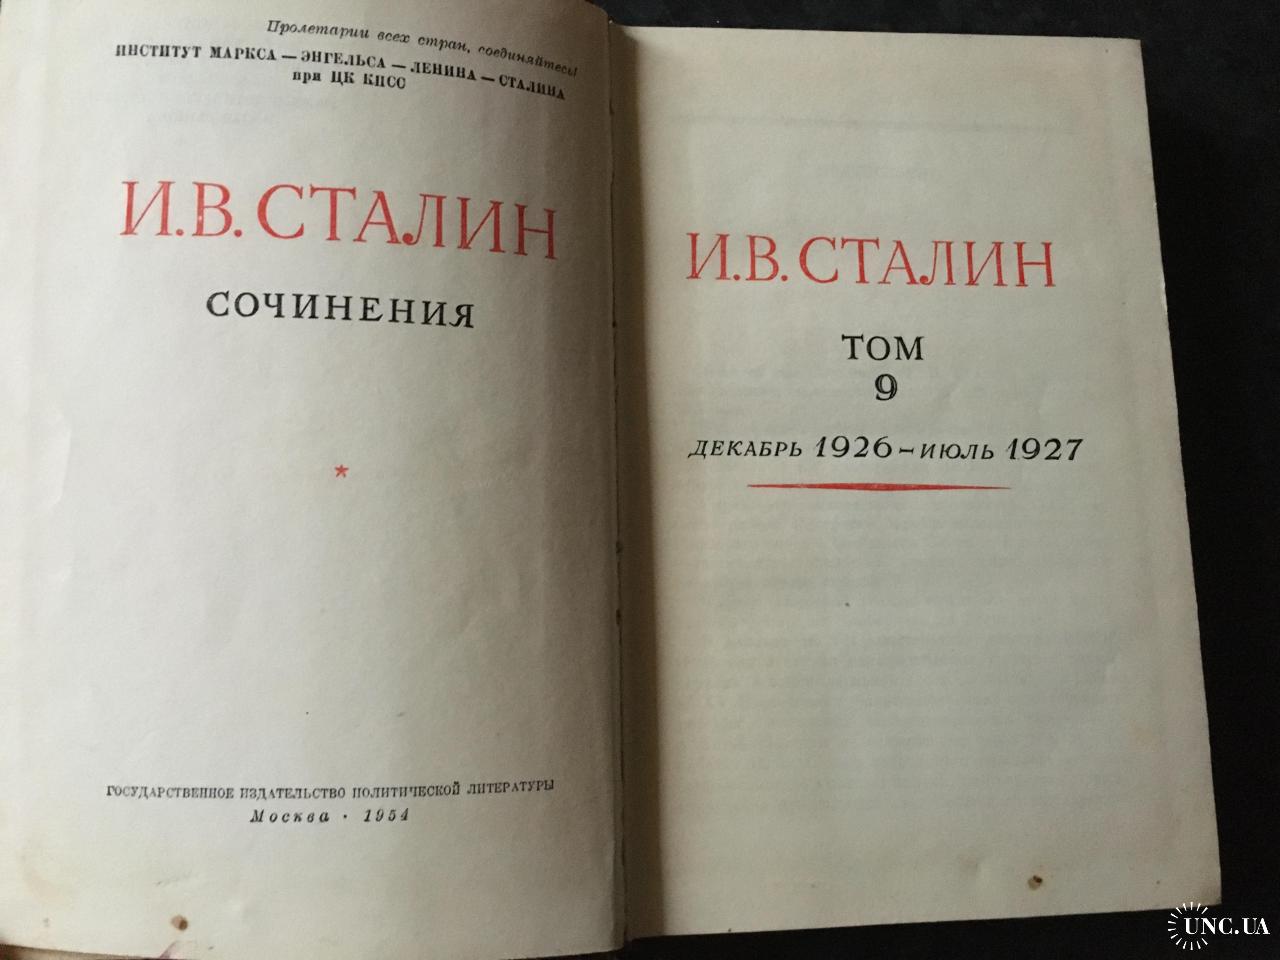 Пролетарии всех стран, соединяйтесь!
ИНСТИТУТ МАРКСА — ЭНГЕЛЬСА — ЛЕНИНА — СТАЛИНА
при ЦК КПСС
И.В. СТАЛИН
СОЧИНЕНИЯ
*
ГОСУДАРСТВЕННОЕ ИЗДАТЕЛЬСТВО ПОЛИТИЧЕСКОЙ ЛИТЕРАТУРЫ
Москва · 1954
И.В. СТАЛИН
ТОМ
9
ДЕКАБРЬ 1926 – ИЮЛЬ 1927
UNC.UA